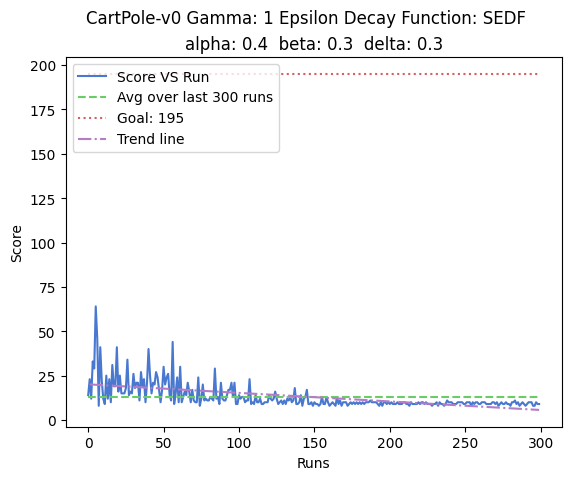 CartPole-v0 Gamma: 1 Epsilon Decay Function: SEDF
alpha: 0.4 beta: 0.3 delta: 0.3
Score VS Run
Avg over last 300 runs
Goal: 195
Trend line
200
175
150
125
100
75
50
25
0
Score
0 50 100 150 200 250 300
Runs